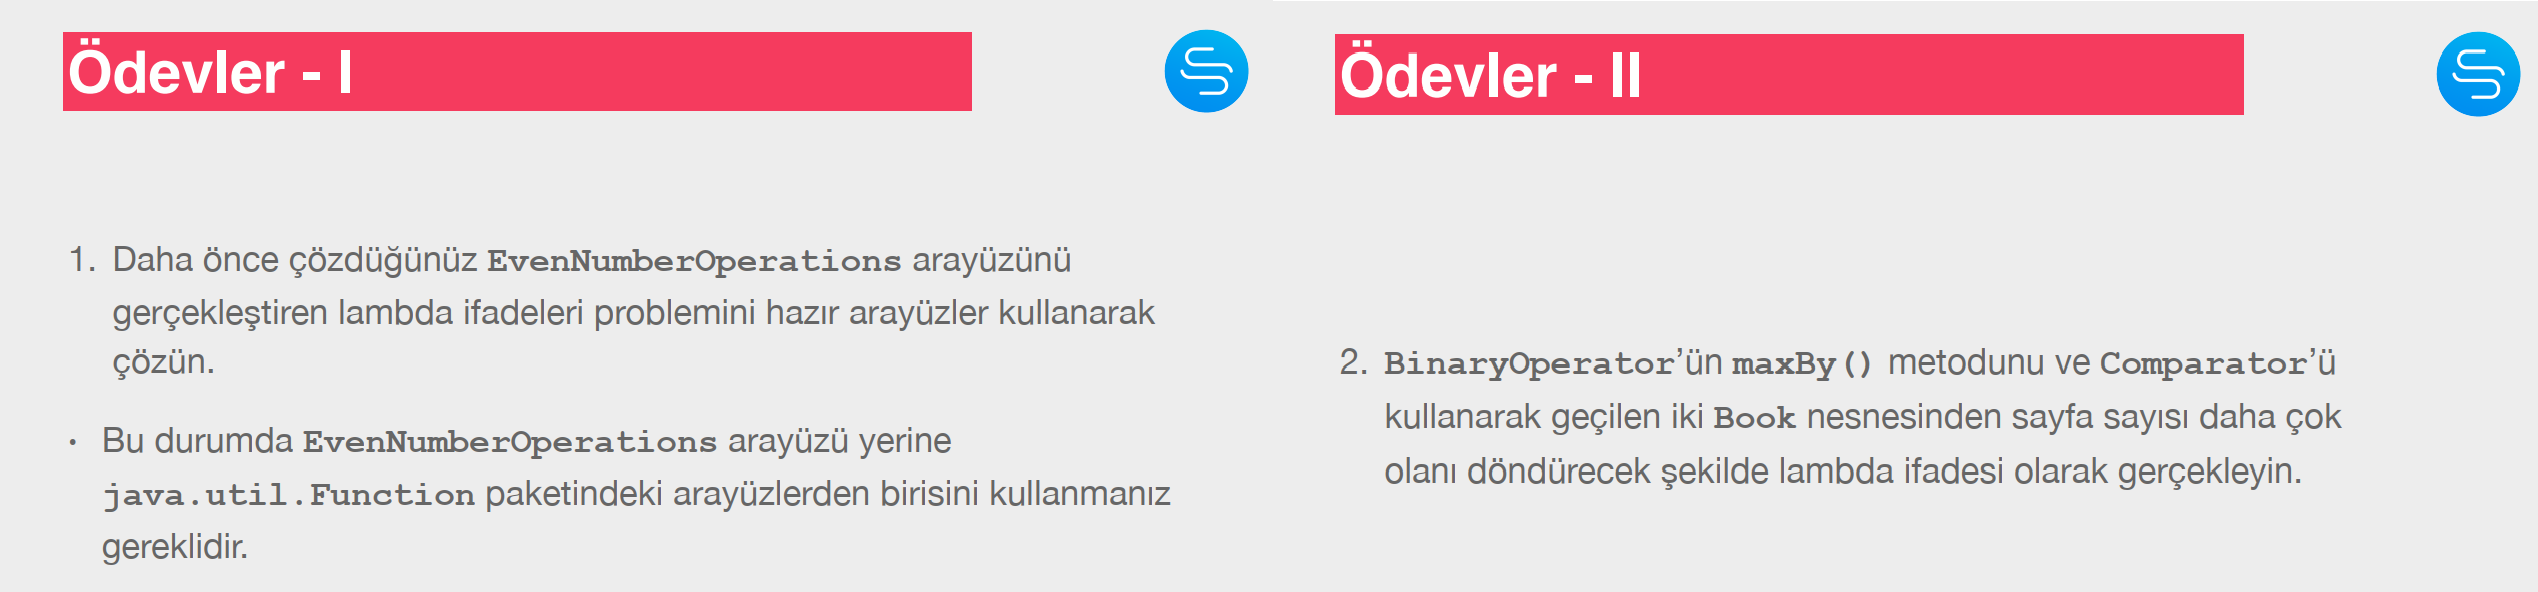 Ödevler - I
1. Daha önce çözdüğünüz EvenNumberOperations arayüzünü
gerçekleştiren lambda ifadeleri problemini hazır arayüzler kullanarak
çözün.
• Bu durumda EvenNumberOperations arayüzü yerine
java.util.Function paketindeki arayüzlerden birisini kullanmanız
gereklidir.
Ödevler - II
2. BinaryOperator’ün maxBy() metodunu ve Comparator’ü
kullanarak geçilen iki Book nesnesinden sayfa sayısı daha çok
olanı döndürecek şekilde lambda ifadesi olarak gerçekleyin.